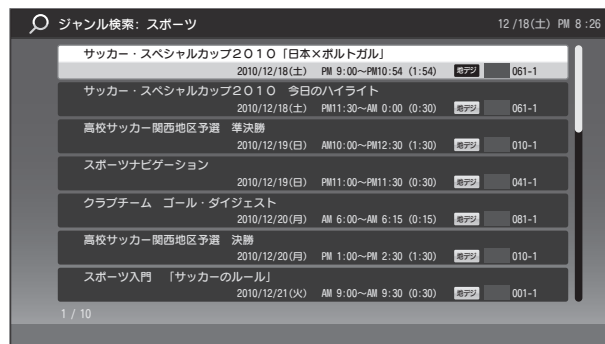 ジャンル検索: スポーツ 12/18(土) PM 8:26
サッカー・スペシャルカップ２０１０「日本×ポルトガル」
2010/12/18(土) PM 9:00～PM10:54 (1:54) 地デジ 061-1
サッカー・スペシャルカップ２０１０ 今日のハイライト
2010/12/18(土) PM11:30～AM 0:00 (0:30) 地デジ 061-1
高校サッカー関西地区予選 準決勝
2010/12/19(日) AM10:00～PM12:30 (1:30) 地デジ 010-1
スポーツナビゲーション
2010/12/19(日) PM11:00～PM11:30 (0:30) 地デジ 041-1
クラブチーム ゴール・ダイジェスト
2010/12/20(月) AM 6:00～AM 6:15 (0:15) 地デジ 081-1
高校サッカー関西地区予選 決勝
2010/12/20(月) PM 1:00～PM 2:30 (1:30) 地デジ 010-1
スポーツ入門 「サッカーのルール」
2010/12/21(火) AM 9:00～AM 9:30 (0:30) 地デジ 001-1
1 / 10